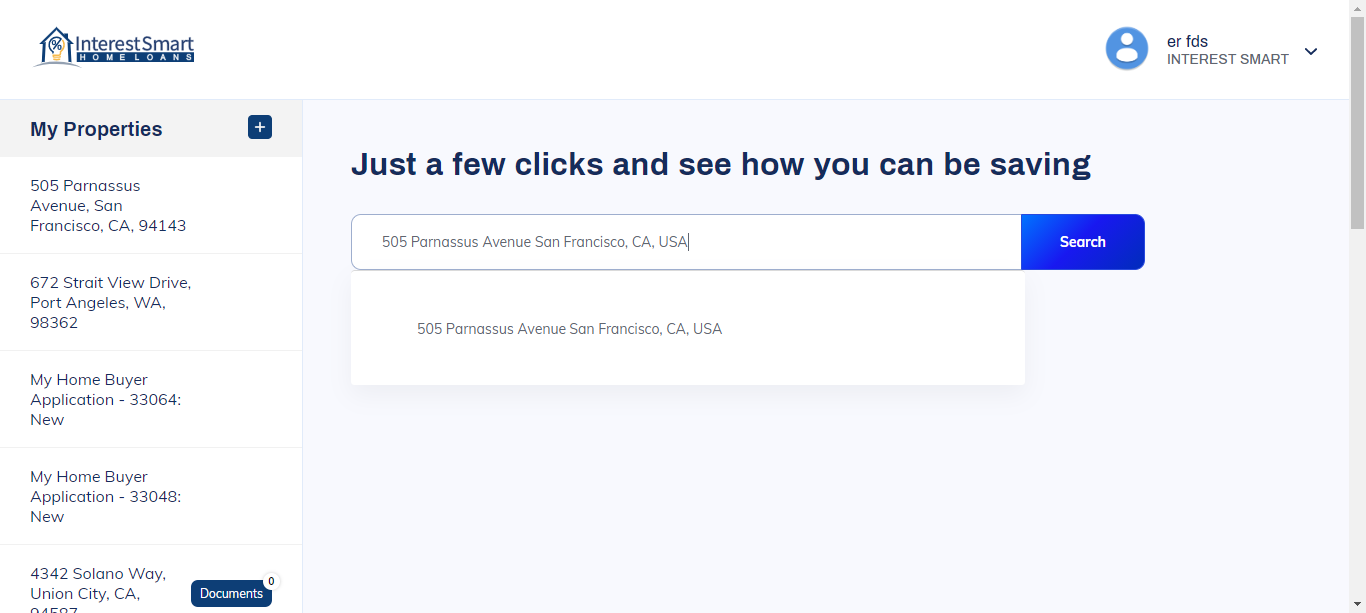 InterestSmart
HOME LOANS
er fds
INTEREST SMART
My Properties
+
505 Parnassus
Avenue, San
Francisco, CA, 94143
672 Strait View Drive,
Port Angeles, WA,
98362
My Home Buyer
Application - 33064:
New
My Home Buyer
Application - 33048:
New
4342 Solano Way,
Union City, CA,
94587
Documents
0
Just a few clicks and see how you can be saving
505 Parnassus Avenue San Francisco, CA, USA
Search
505 Parnassus Avenue San Francisco, CA, USA